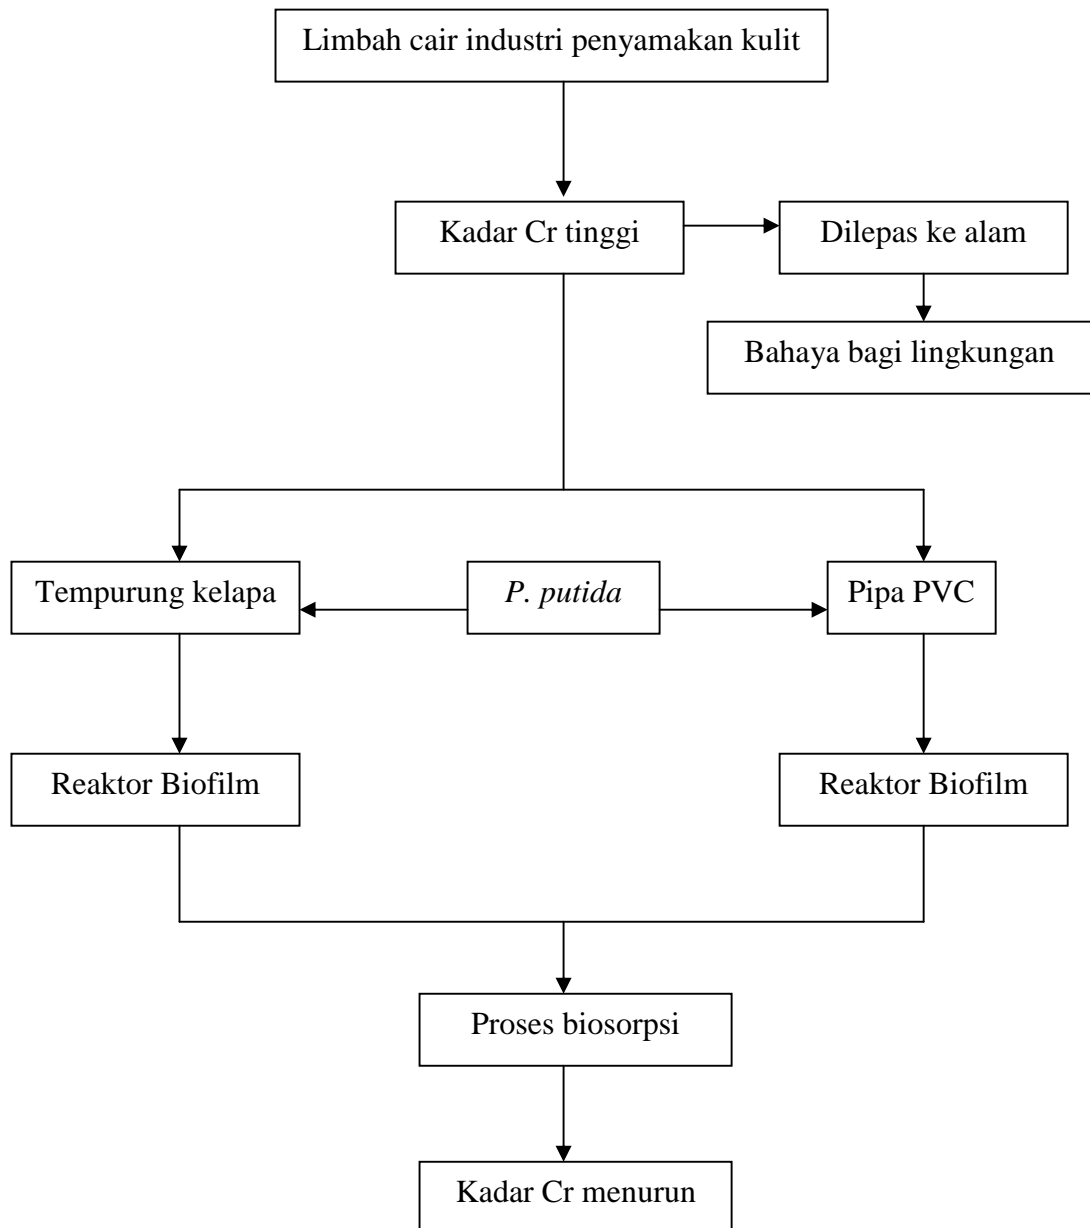 Limbah cair industri penyamakan kulit
Kadar Cr tinggi
Dilepas ke alam
Bahaya bagi lingkungan
Tempurung kelapa
P. putida
Pipa PVC
Reaktor Biofilm
Reaktor Biofilm
Proses biosorpsi
Kadar Cr menurun